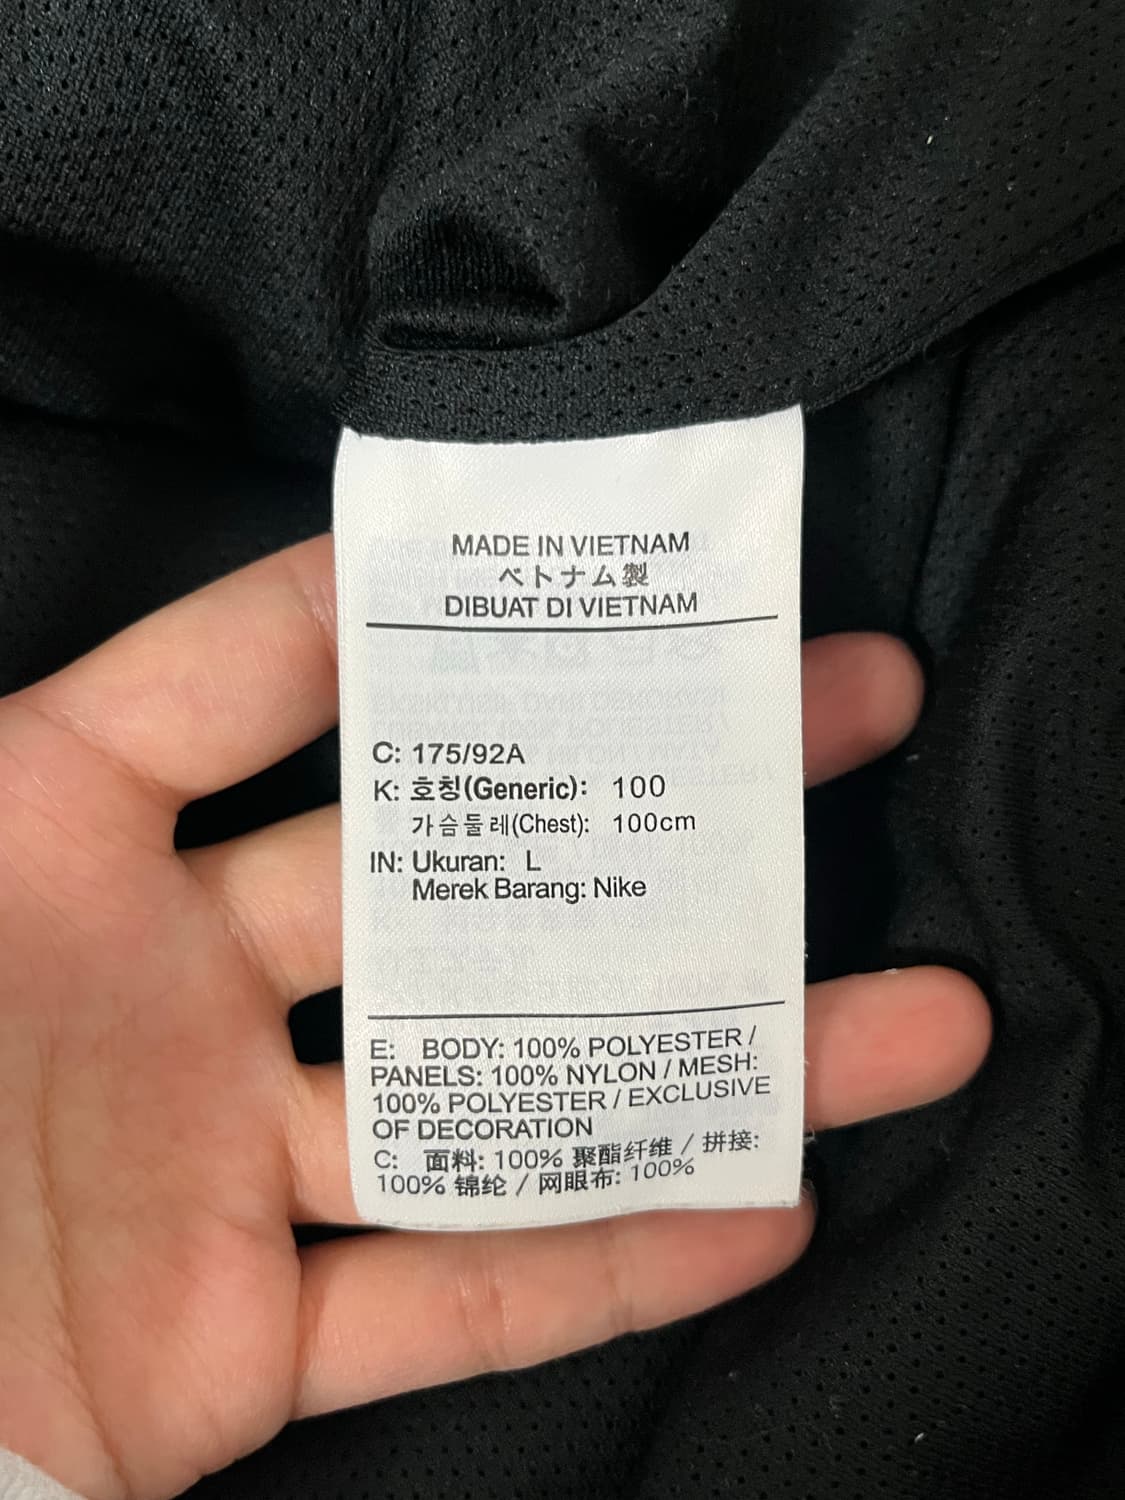 MADE IN VIETNAM
ベトナム製
DIBUAT DI VIETNAM
C: 175/92A
K: 호칭(Generic): 100
가슴둘레(Chest): 100cm
IN: Ukuran: L
Merek Barang: Nike
E: BODY: 100% POLYESTER /
PANELS: 100% NYLON / MESH:
100% POLYESTER / EXCLUSIVE
OF DECORATION
C: 面料: 100% 聚酯纤维 / 拼接:
100% 锦纶 / 网眼布: 100%